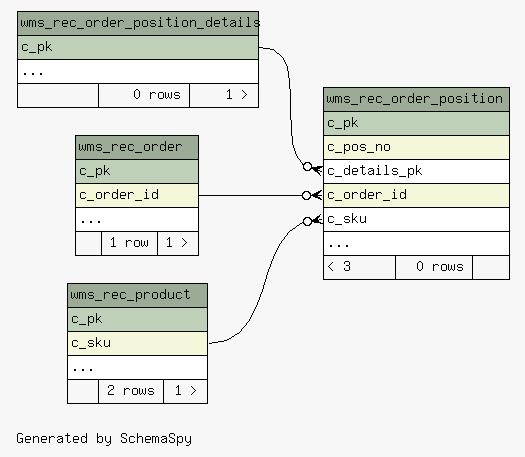 wms_rec_order_position_details
c_pk
...
0 rows 1 >
wms_rec_order
c_pk
c_order_id
...
1 row 1 >
wms_rec_product
c_pk
c_sku
...
2 rows 1 >
wms_rec_order_position
c_pk
c_pos_no
c_details_pk
c_order_id
c_sku
...
< 3 0 rows
Generated by SchemaSpy